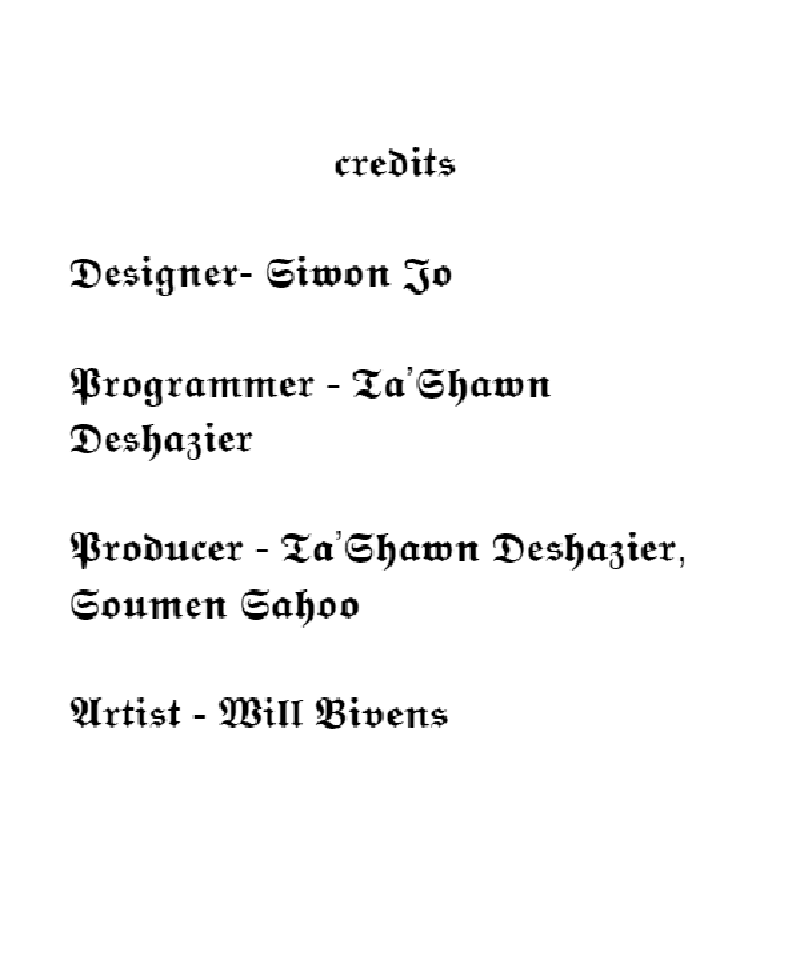 credits
Designer- Siwon Jo
Programmer - Ta'Shawn
Deshazier
Producer - Ta'Shawn Deshazier,
Soumen Sahoo
Artist - Will Bivens